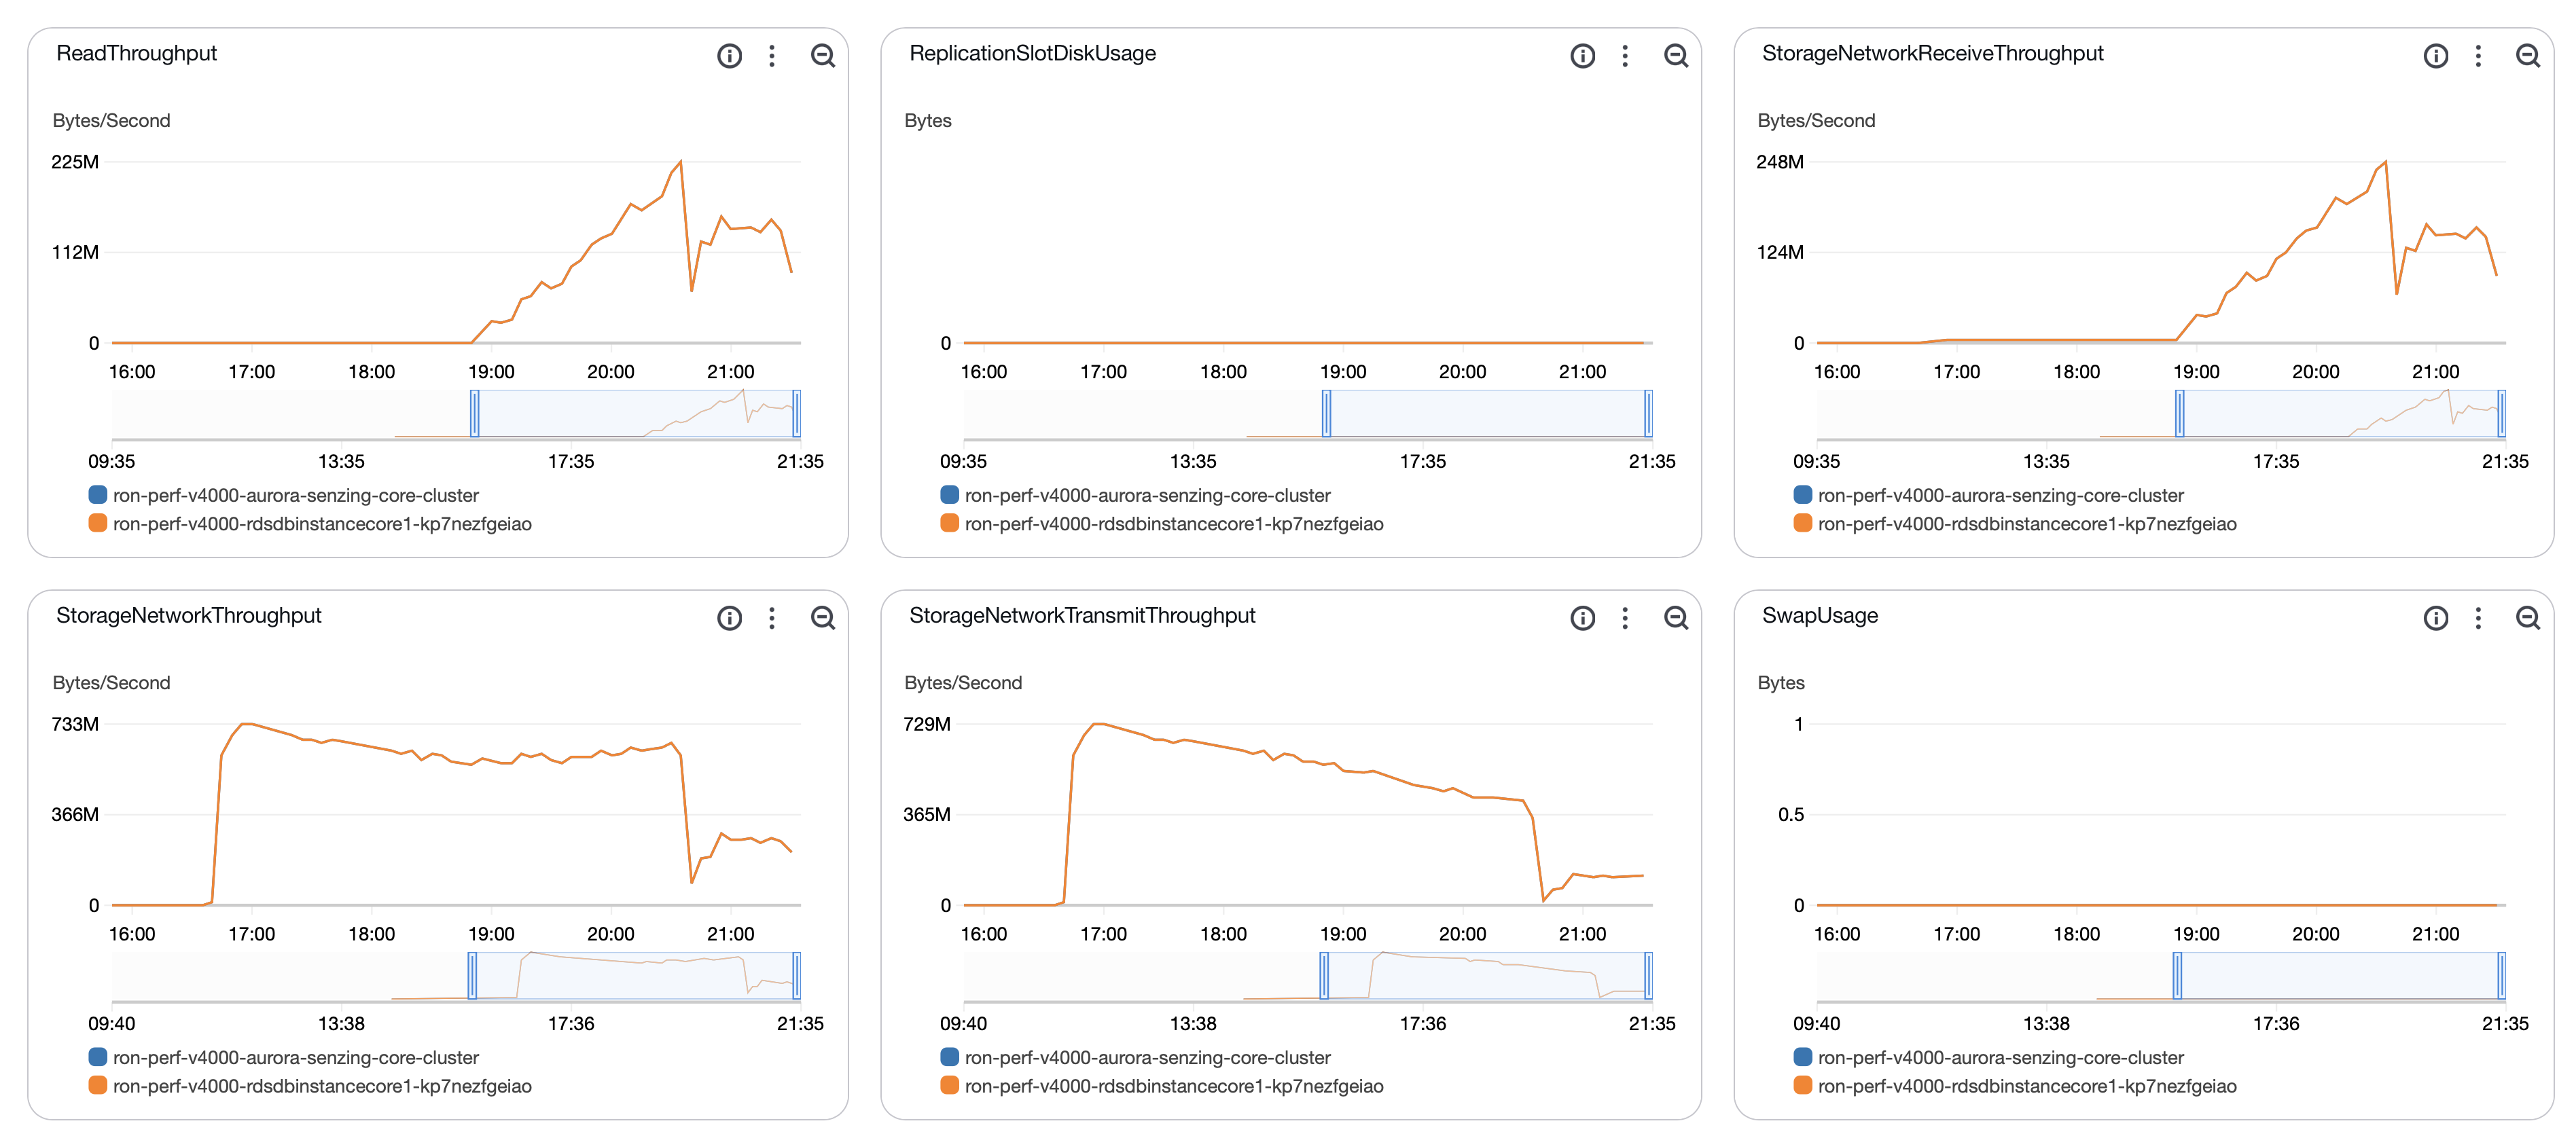 ReadThroughput
Bytes/Second
225M
112M
0
16:00 17:00 18:00 19:00 20:00 21:00
09:35 13:35 17:35 21:35
ron-perf-v4000-aurora-senzing-core-cluster
ron-perf-v4000-rdsdbinstancecore1-kp7nezfgeiao
ReplicationSlotDiskUsage
Bytes
0
16:00 17:00 18:00 19:00 20:00 21:00
09:35 13:35 17:35 21:35
ron-perf-v4000-aurora-senzing-core-cluster
ron-perf-v4000-rdsdbinstancecore1-kp7nezfgeiao
StorageNetworkReceiveThroughput
Bytes/Second
248M
124M
0
16:00 17:00 18:00 19:00 20:00 21:00
09:35 13:35 17:35 21:35
ron-perf-v4000-aurora-senzing-core-cluster
ron-perf-v4000-rdsdbinstancecore1-kp7nezfgeiao
StorageNetworkThroughput
Bytes/Second
733M
366M
0
16:00 17:00 18:00 19:00 20:00 21:00
09:40 13:38 17:36 21:35
ron-perf-v4000-aurora-senzing-core-cluster
ron-perf-v4000-rdsdbinstancecore1-kp7nezfgeiao
StorageNetworkTransmitThroughput
Bytes/Second
729M
365M
0
16:00 17:00 18:00 19:00 20:00 21:00
09:40 13:38 17:36 21:35
ron-perf-v4000-aurora-senzing-core-cluster
ron-perf-v4000-rdsdbinstancecore1-kp7nezfgeiao
SwapUsage
Bytes
1
0.5
0
16:00 17:00 18:00 19:00 20:00 21:00
09:40 13:38 17:36 21:35
ron-perf-v4000-aurora-senzing-core-cluster
ron-perf-v4000-rdsdbinstancecore1-kp7nezfgeiao